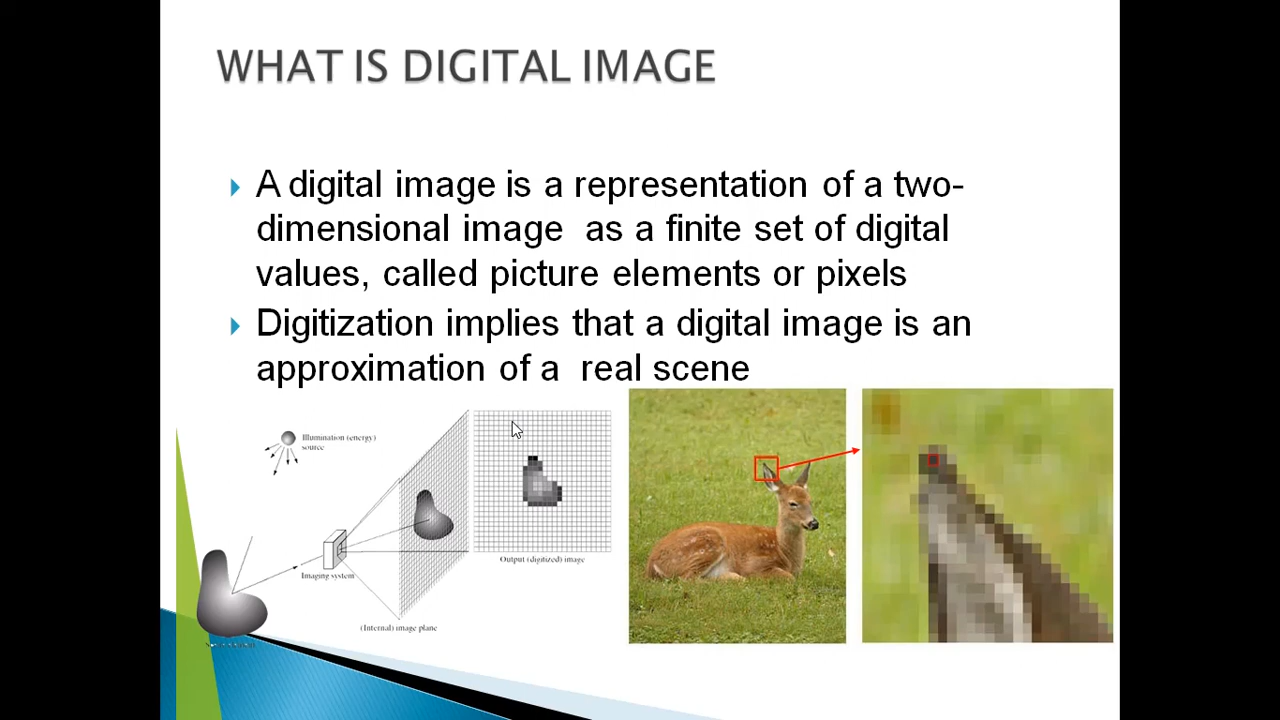 WHAT IS DIGITAL IMAGE
A digital image is a representation of a two-
dimensional image as a finite set of digital
values, called picture elements or pixels
Digitization implies that a digital image is an
approximation of a real scene
Illumination (energy)
source
Imaging system
(Internal) image plane
Output (digitized) image